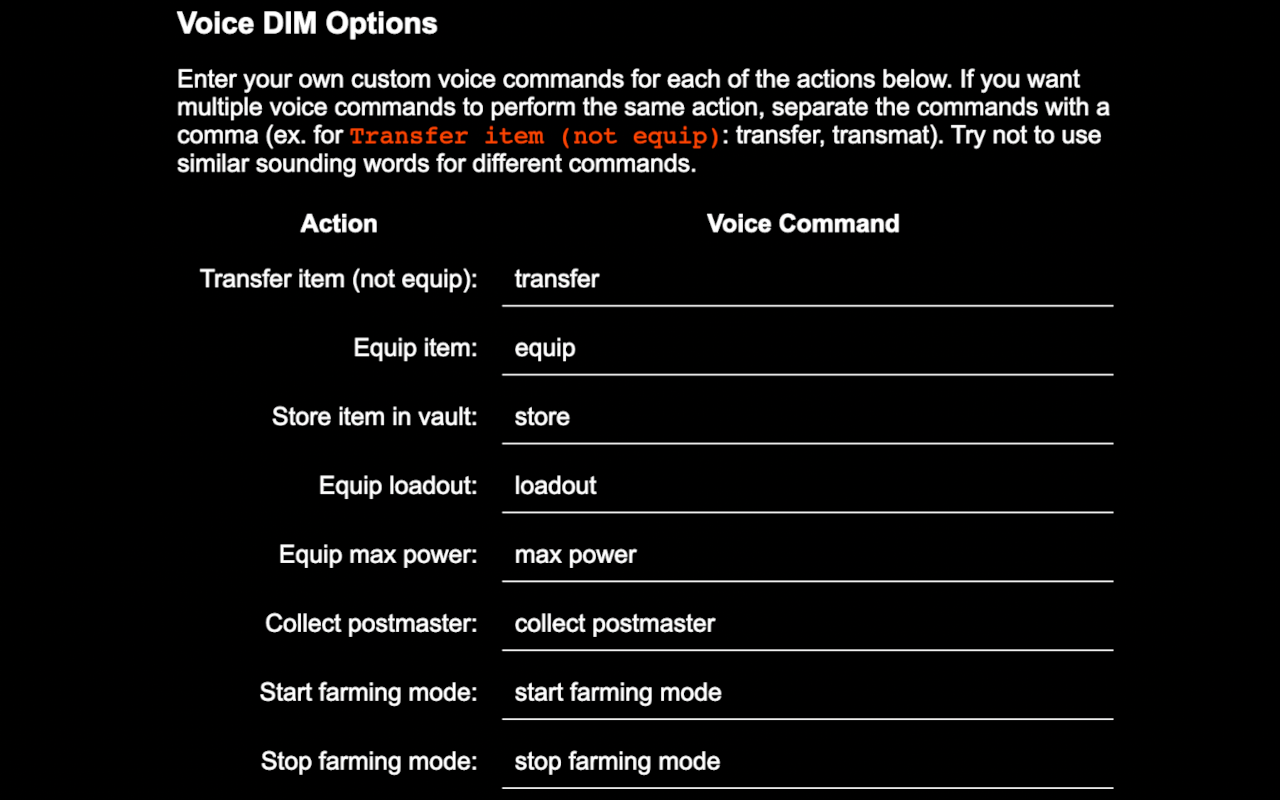 Voice DIM Options
Enter your own custom voice commands for each of the actions below. If you want
multiple voice commands to perform the same action, separate the commands with a
comma (ex. for Transfer item (not equip): transfer, transmat). Try not to use
similar sounding words for different commands.
Action Voice Command
Transfer item (not equip): transfer
Equip item: equip
Store item in vault: store
Equip loadout: loadout
Equip max power: max power
Collect postmaster: collect postmaster
Start farming mode: start farming mode
Stop farming mode: stop farming mode